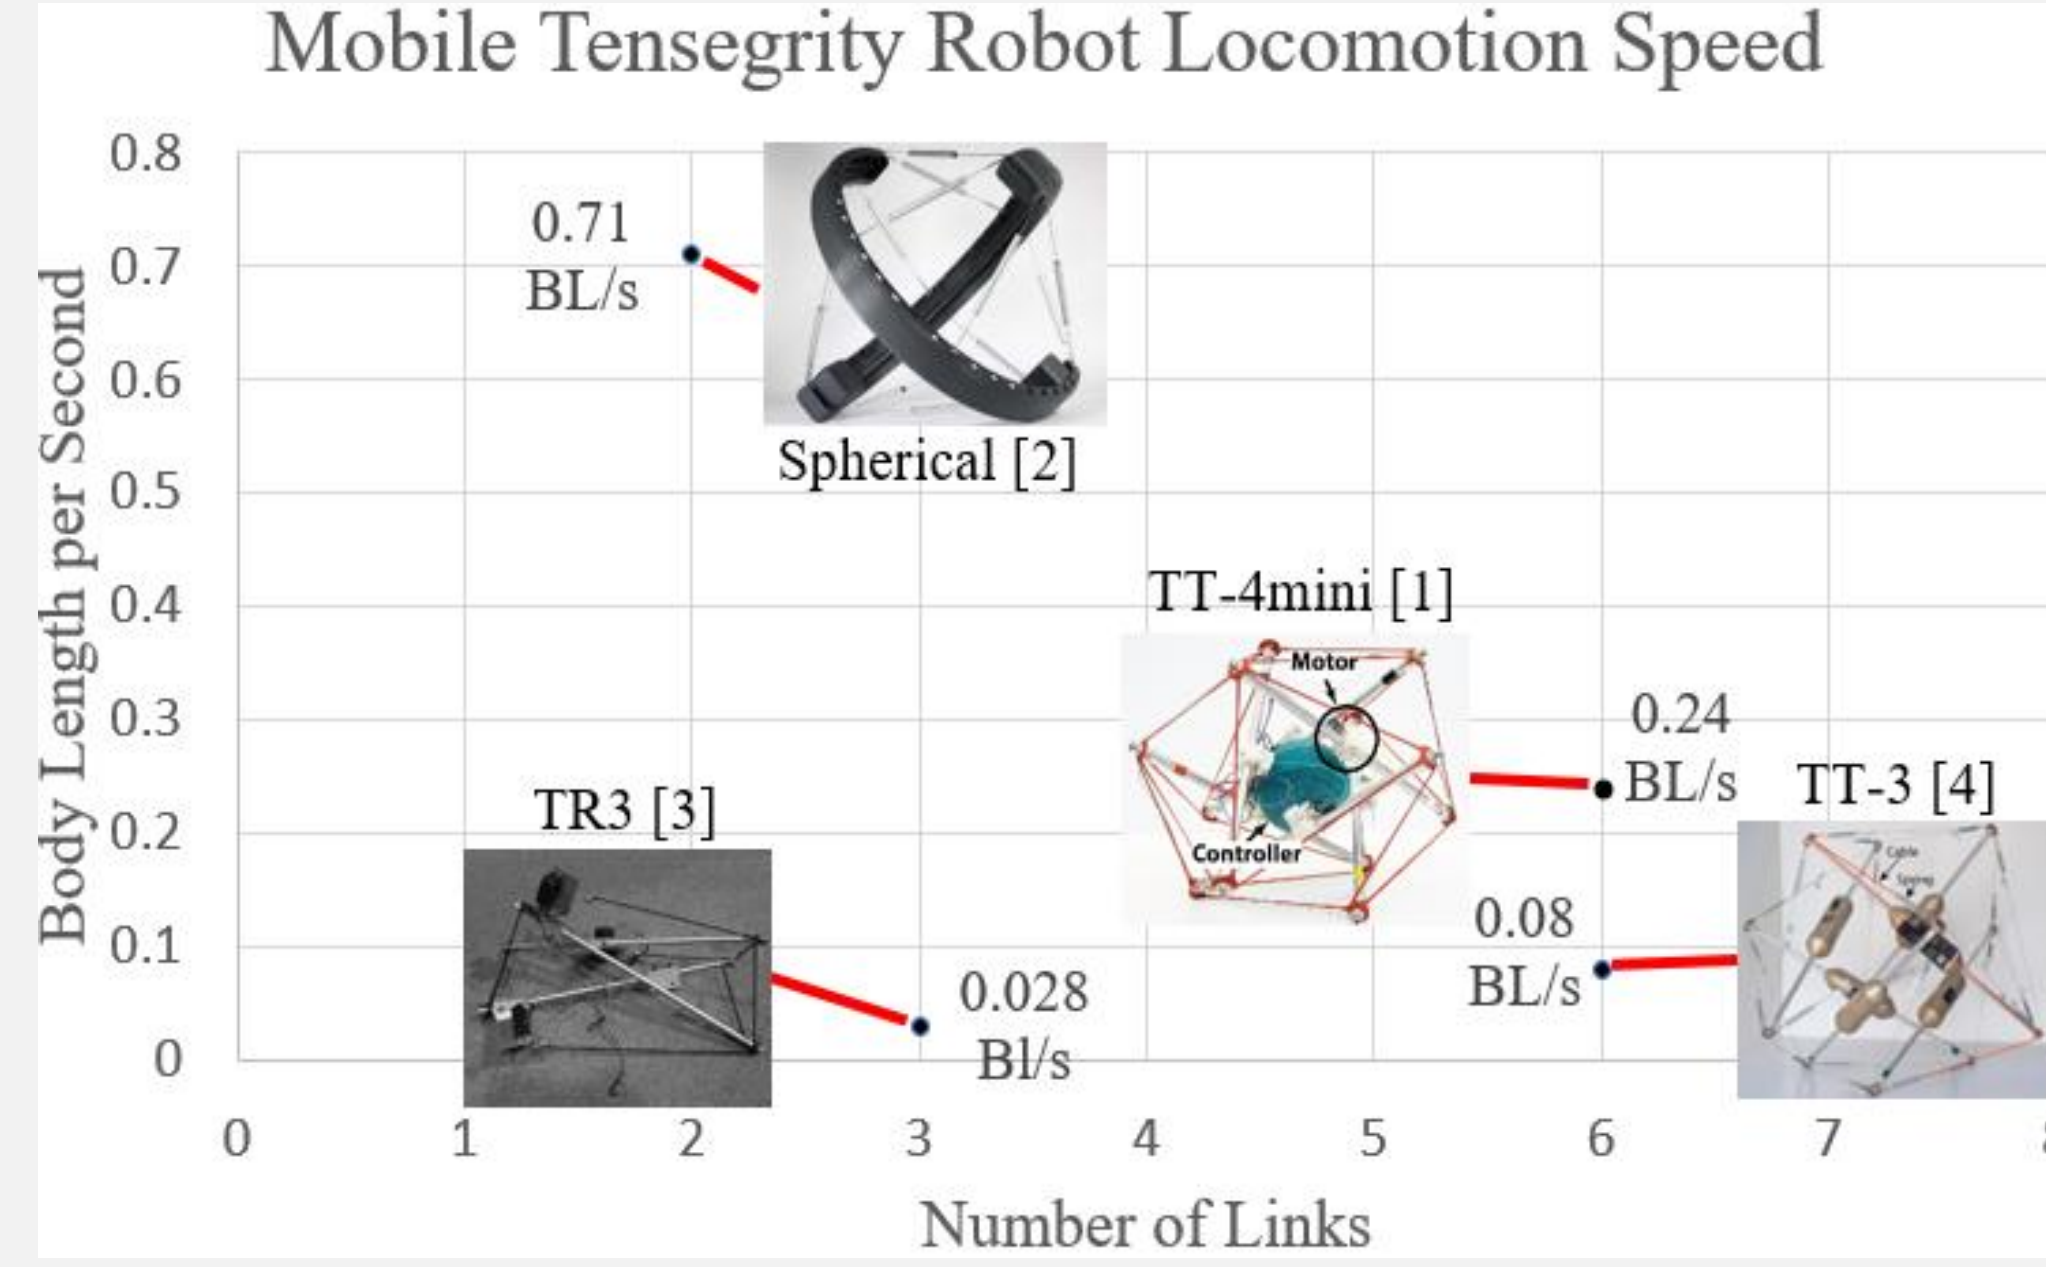 Mobile Tensegrity Robot Locomotion Speed
Body Length per Second
0.8
0.7
0.6
0.5
0.4
0.3
0.2
0.1
0
0.71
BL/s
Spherical [2]
TT-4mini [1]
Motor
Controller
0.24
BL/s
TT-3 [4]
Cable
Spring
TR3 [3]
0.028
Bl/s
0.08
BL/s
0 1 2 3 4 5 6 7
Number of Links